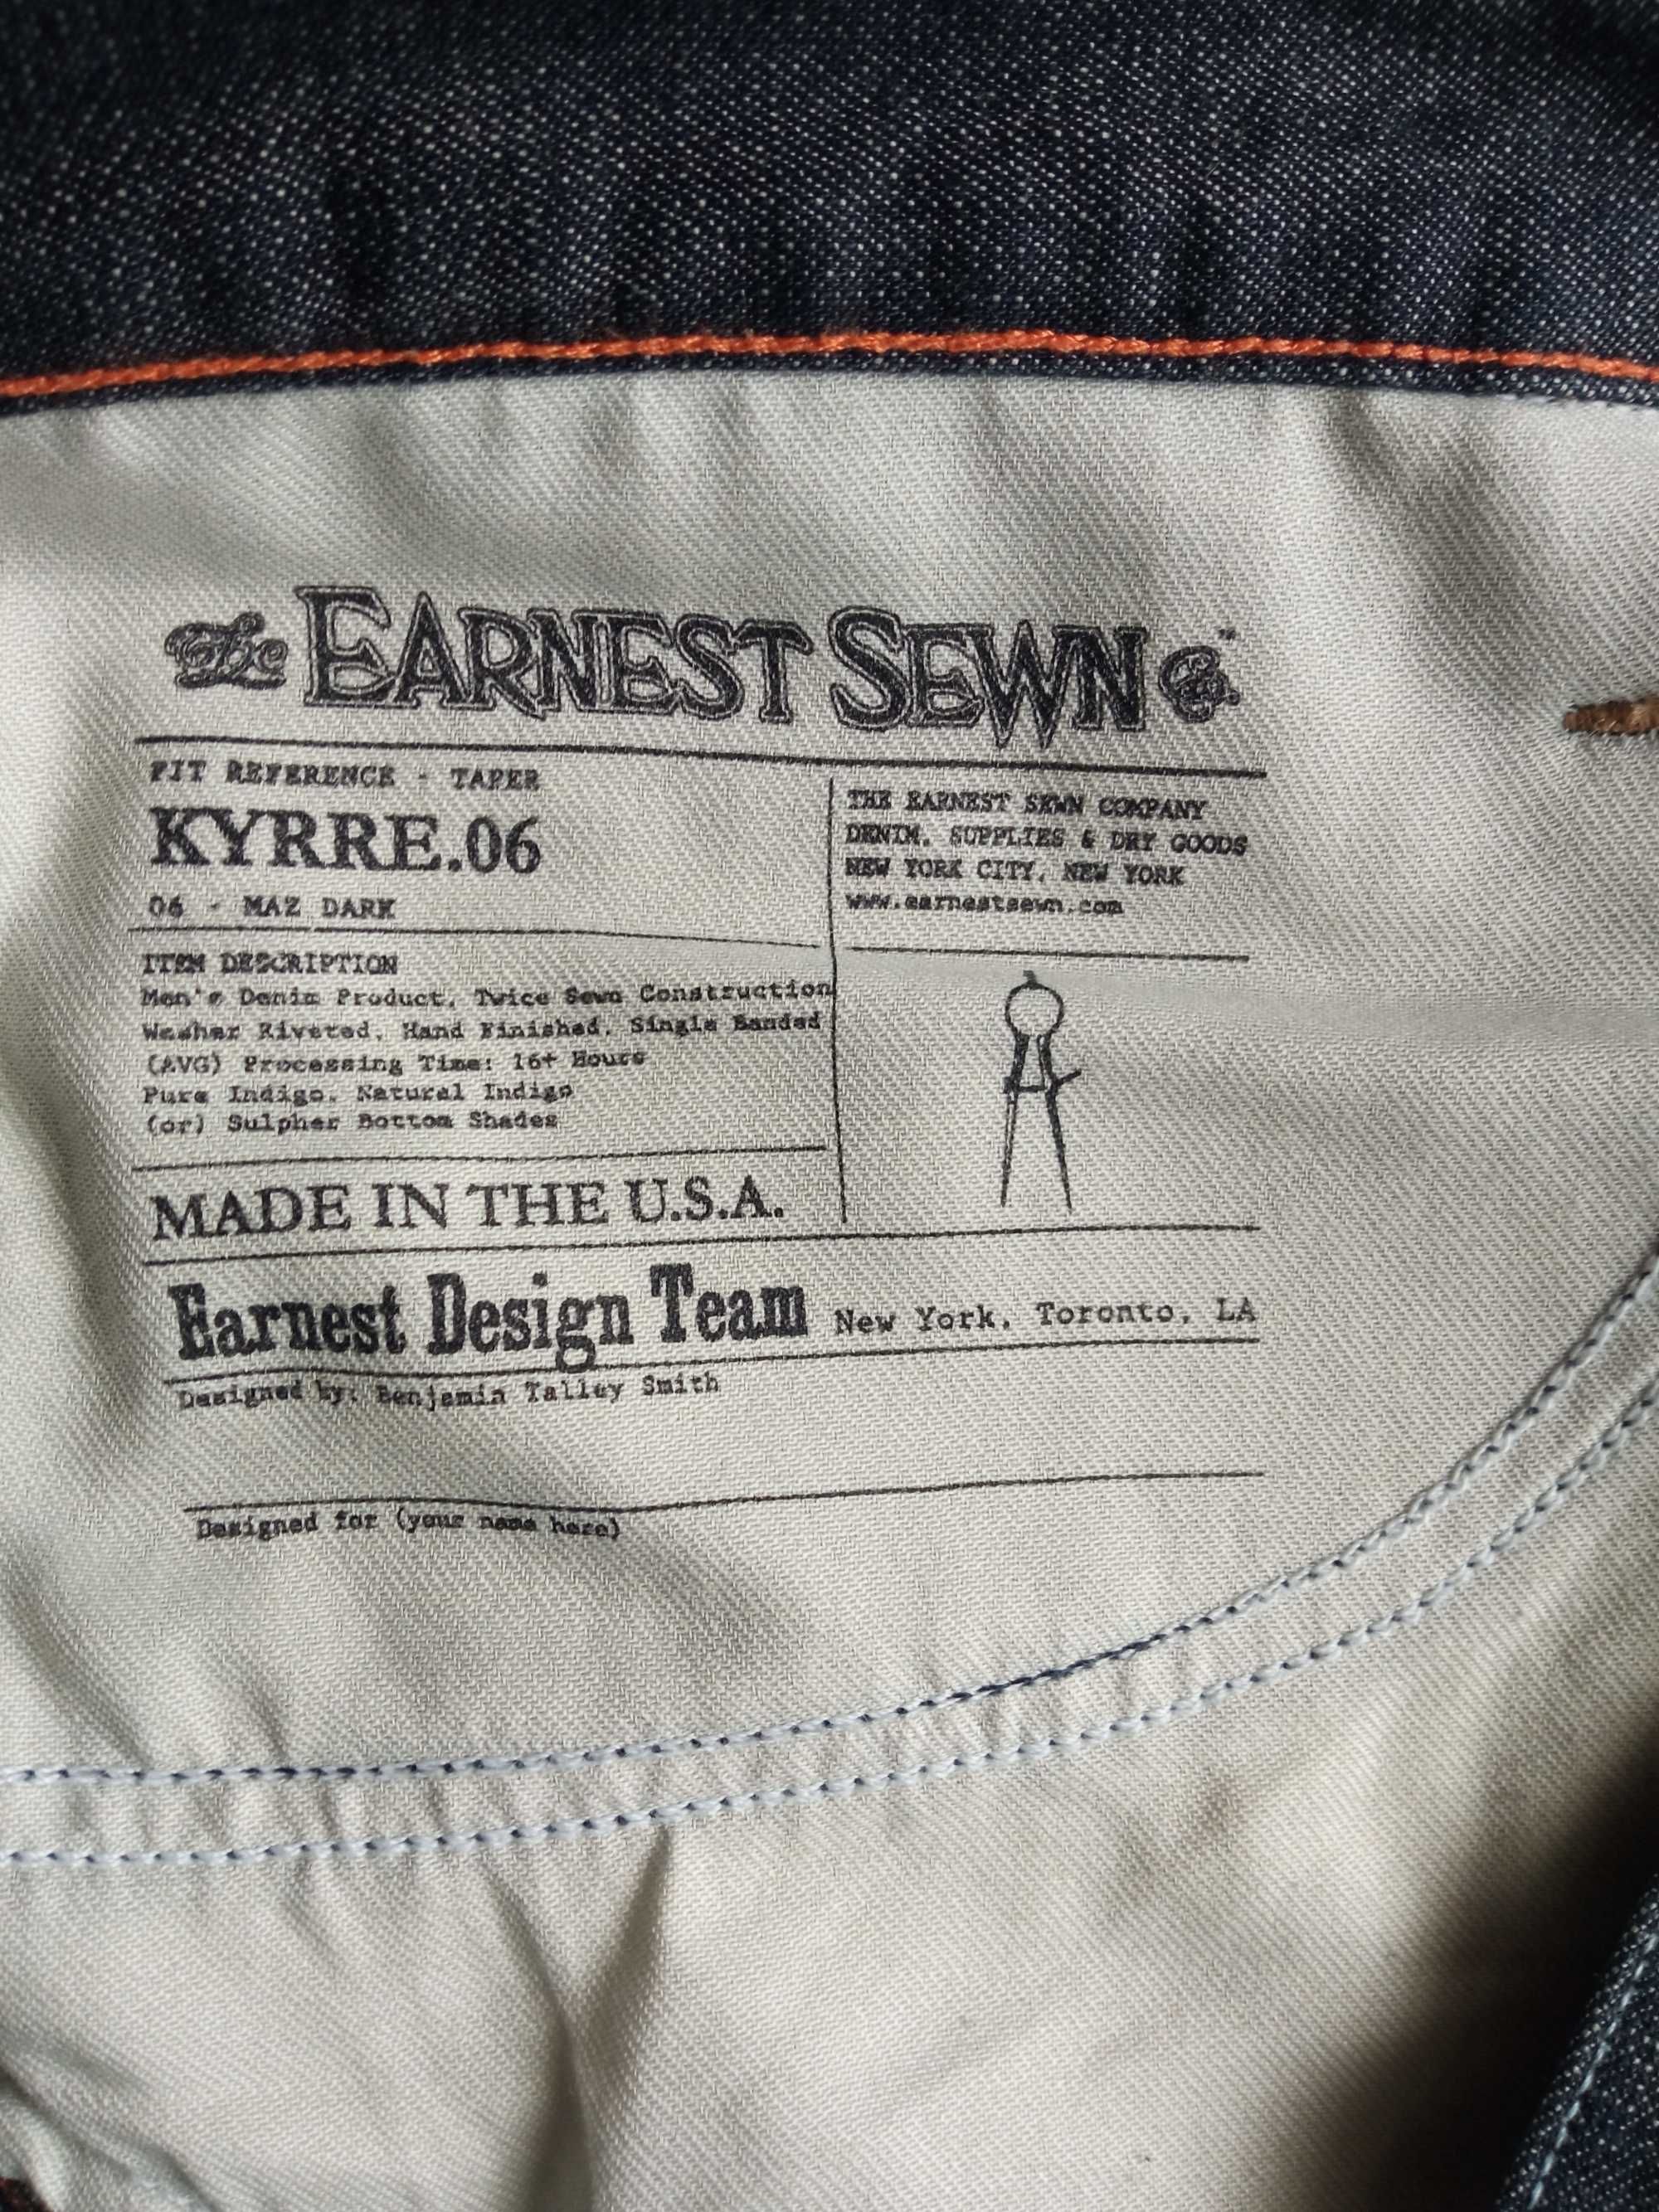 The EARNEST SEWN Co. ™
FIT REFERENCE - TAPER
KYRRE.06
06 - MAZ DARK
THE EARNEST SEWN COMPANY
DENIM, SUPPLIES & DRY GOODS
NEW YORK CITY, NEW YORK
www.earnestsewn.com
ITEM DESCRIPTION
Men's Denim Product, Twice Sewn Construction
Washer Riveted, Hand Finished, Single Banded
(AVG) Processing Time: 16+ Hours
Pure Indigo, Natural Indigo
(or) Sulpher Bottom Shades
MADE IN THE U.S.A.
Earnest Design Team New York, Toronto, LA
Designed by: Benjamin Talley Smith
Designed for (your name here)